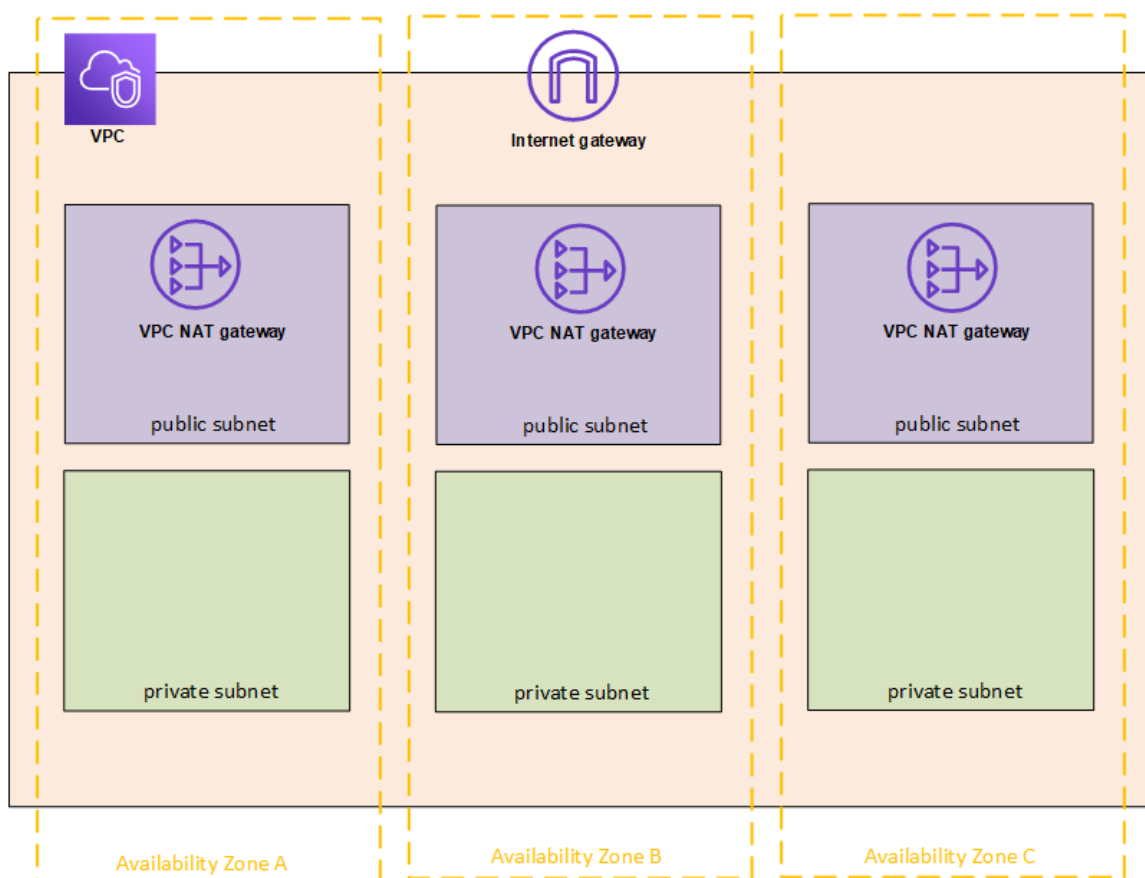 VPC
Internet gateway
VPC NAT gateway
VPC NAT gateway
VPC NAT gateway
public subnet
public subnet
public subnet
private subnet
private subnet
private subnet
Availability Zone A
Availability Zone B
Availability Zone C